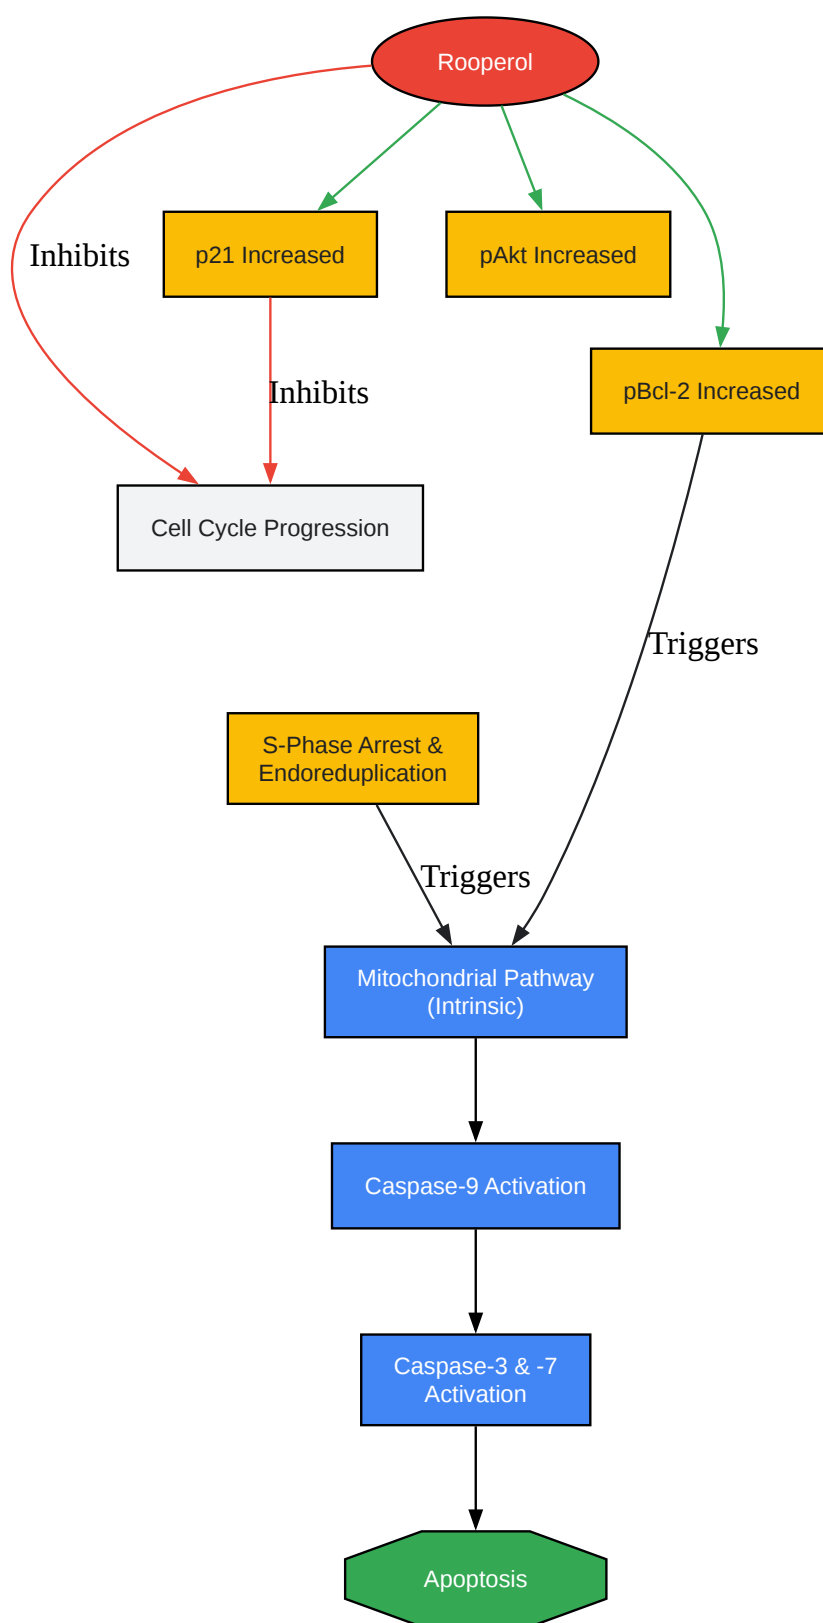 Rooperol
Inhibits
p21 Increased
pAkt Increased
pBcl-2 Increased
Inhibits
Cell Cycle Progression
Triggers
S-Phase Arrest &
Endoreduplication
Triggers
Mitochondrial Pathway
(Intrinsic)
Caspase-9 Activation
Caspase-3 & -7
Activation
Apoptosis